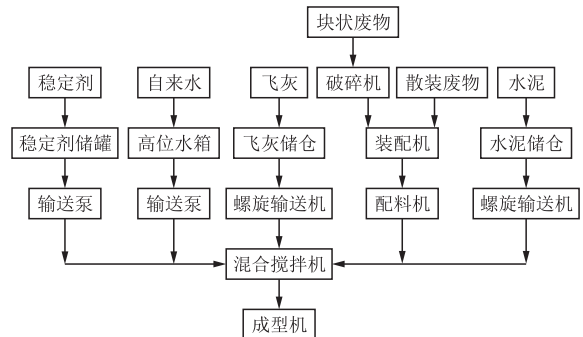 块状废物
稳定剂
自来水
飞灰
破碎机
散装废物
水泥
稳定剂储罐
高位水箱
飞灰储仓
装配机
水泥储仓
输送泵
输送泵
螺旋输送机
配料机
螺旋输送机
混合搅拌机
成型机